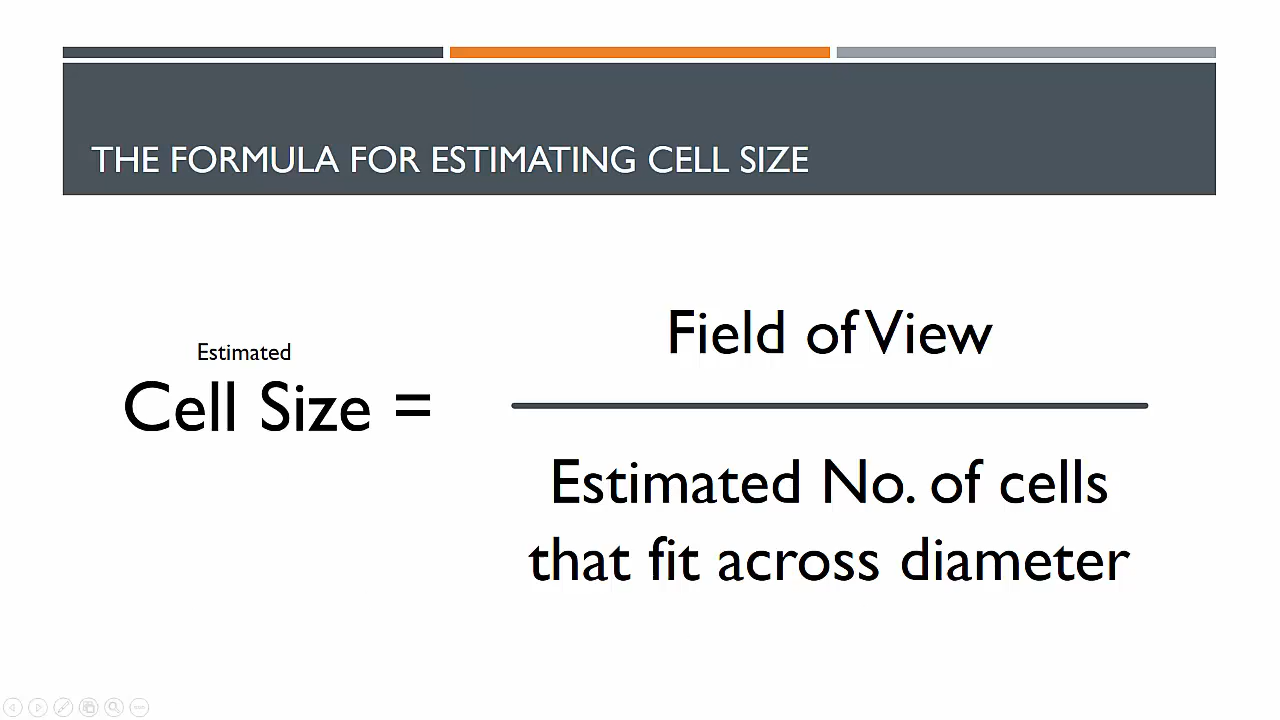 THE FORMULA FOR ESTIMATING CELL SIZE
Estimated
Cell Size =
Field of View
Estimated No. of cells
that fit across diameter